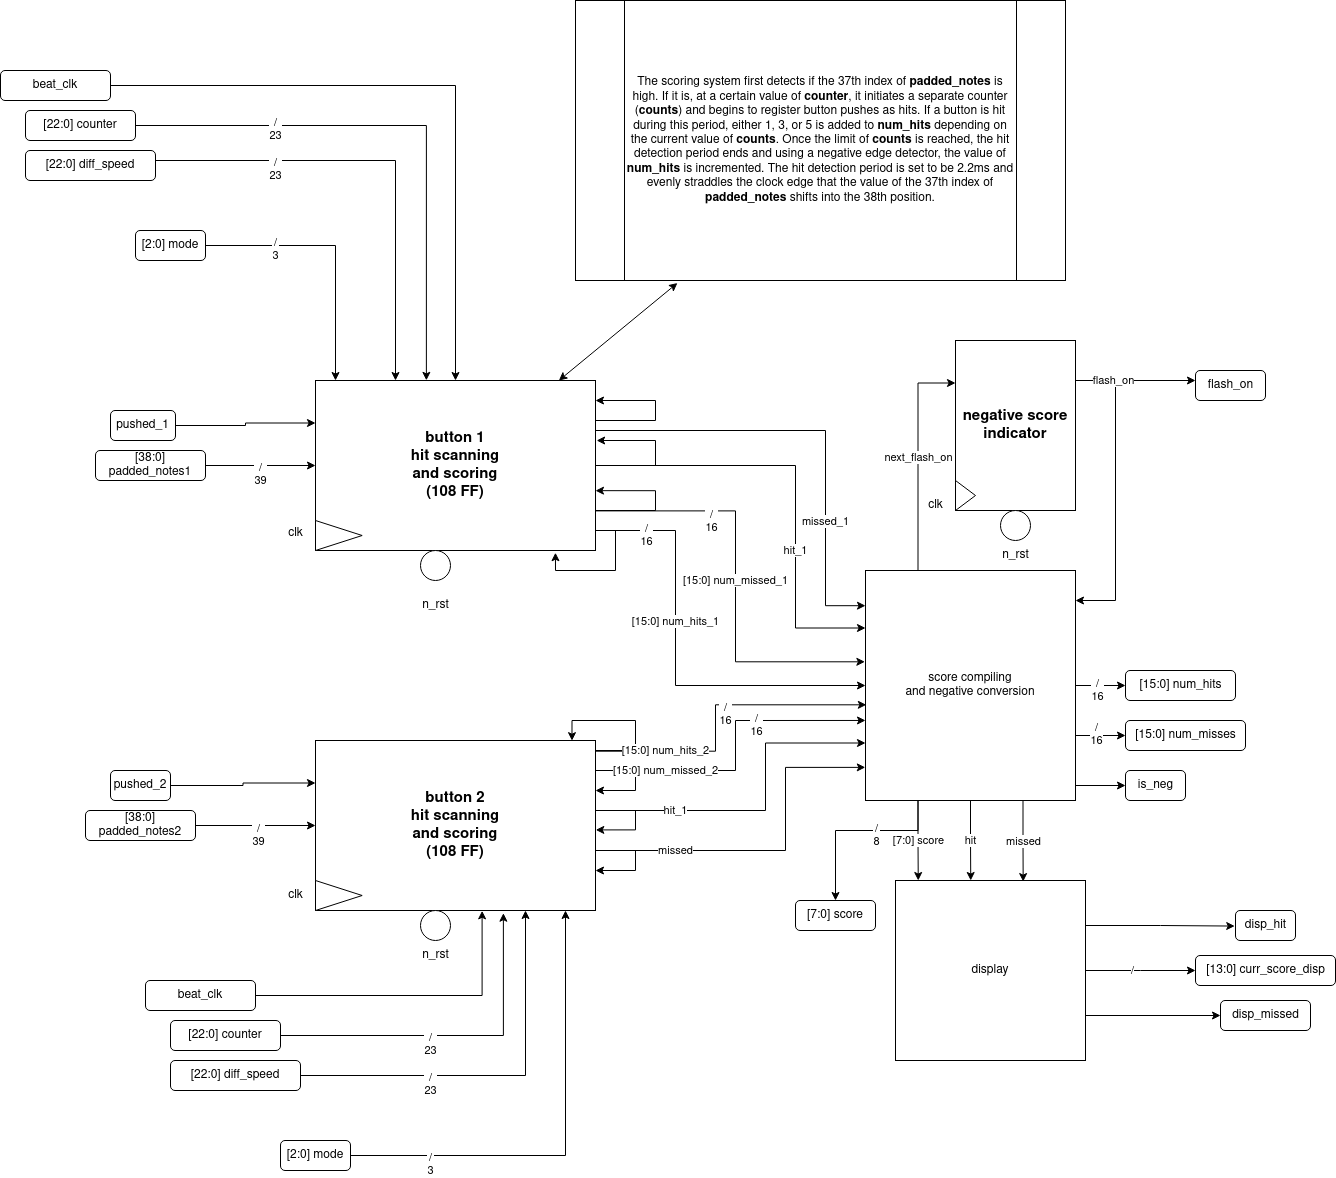 The scoring system first detects if the 37th index of padded_notes is
high. If it is, at a certain value of counter, it initiates a separate counter
(counts) and begins to register button pushes as hits. If a button is hit
during this period, either 1, 3, or 5 is added to num_hits depending on
the current value of counts. Once the limit of counts is reached, the hit
detection period ends and using a negative edge detector, the value of
num_hits is incremented. The hit detection period is set to be 2.2ms and
evenly straddles the clock edge that the value of the 37th index of
padded_notes shifts into the 38th position.
beat_clk
[22:0] counter
/
23
[22:0] diff_speed
/
23
[2:0] mode
/
3
pushed_1
[38:0]
padded_notes1
/
39
button 1
hit scanning
and scoring
(108 FF)
clk
n_rst
/
16
/
16
missed_1
hit_1
[15:0] num_missed_1
[15:0] num_hits_1
negative score
indicator
clk
n_rst
next_flash_on
flash_on
flash_on
score compiling
and negative conversion
/
16
[15:0] num_hits
/
16
[15:0] num_misses
is_neg
pushed_2
[38:0]
padded_notes2
/
39
button 2
hit scanning
and scoring
(108 FF)
clk
n_rst
/
16
/
16
[15:0] num_hits_2
[15:0] num_missed_2
hit_1
missed
/
8
[7:0] score
hit
missed
[7:0] score
display
disp_hit
/
[13:0] curr_score_disp
disp_missed
beat_clk
[22:0] counter
/
23
[22:0] diff_speed
/
23
[2:0] mode
/
3